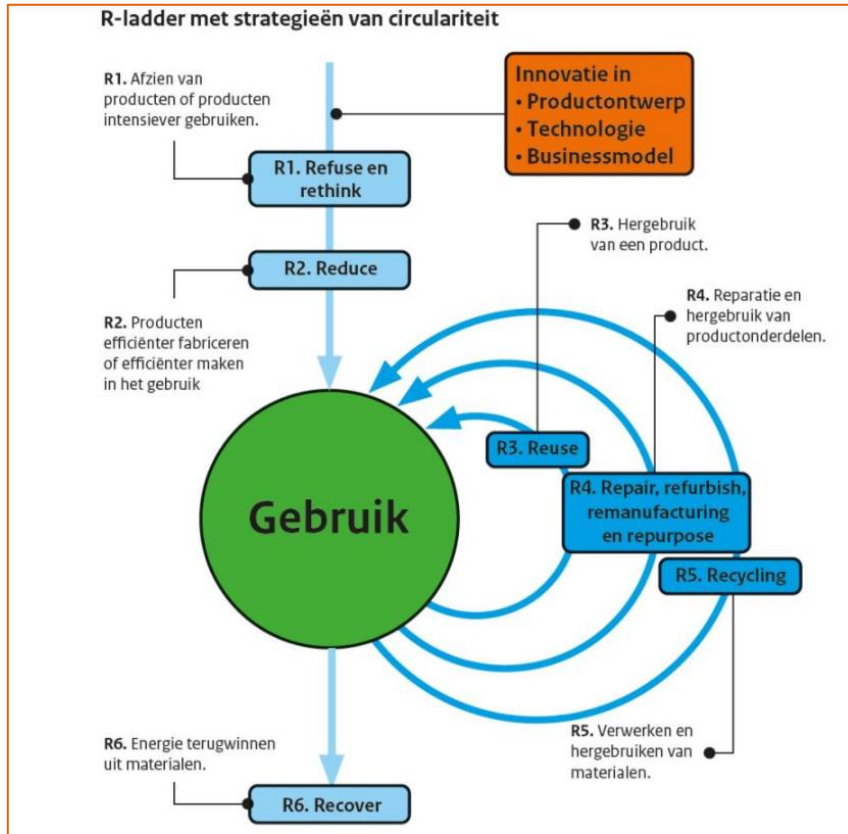 R-ladder met strategieën van circulariteit
R1. Afzien van
producten of producten
intensiever gebruiken.
Innovatie in
• Productontwerp
• Technologie
• Businessmodel
R1. Refuse en
rethink
R3. Hergebruik
van een product.
R2. Reduce
R4. Reparatie en
hergebruik van
productonderdelen.
R2. Producten
efficiënter fabriceren
of efficiënter maken
in het gebruik
R3. Reuse
R4. Repair, refurbish,
remanufacturing
en repurpose
Gebruik
R5. Recycling
R5. Verwerken en
hergebruiken van
materialen.
R6. Energie terugwinnen
uit materialen.
R6. Recover